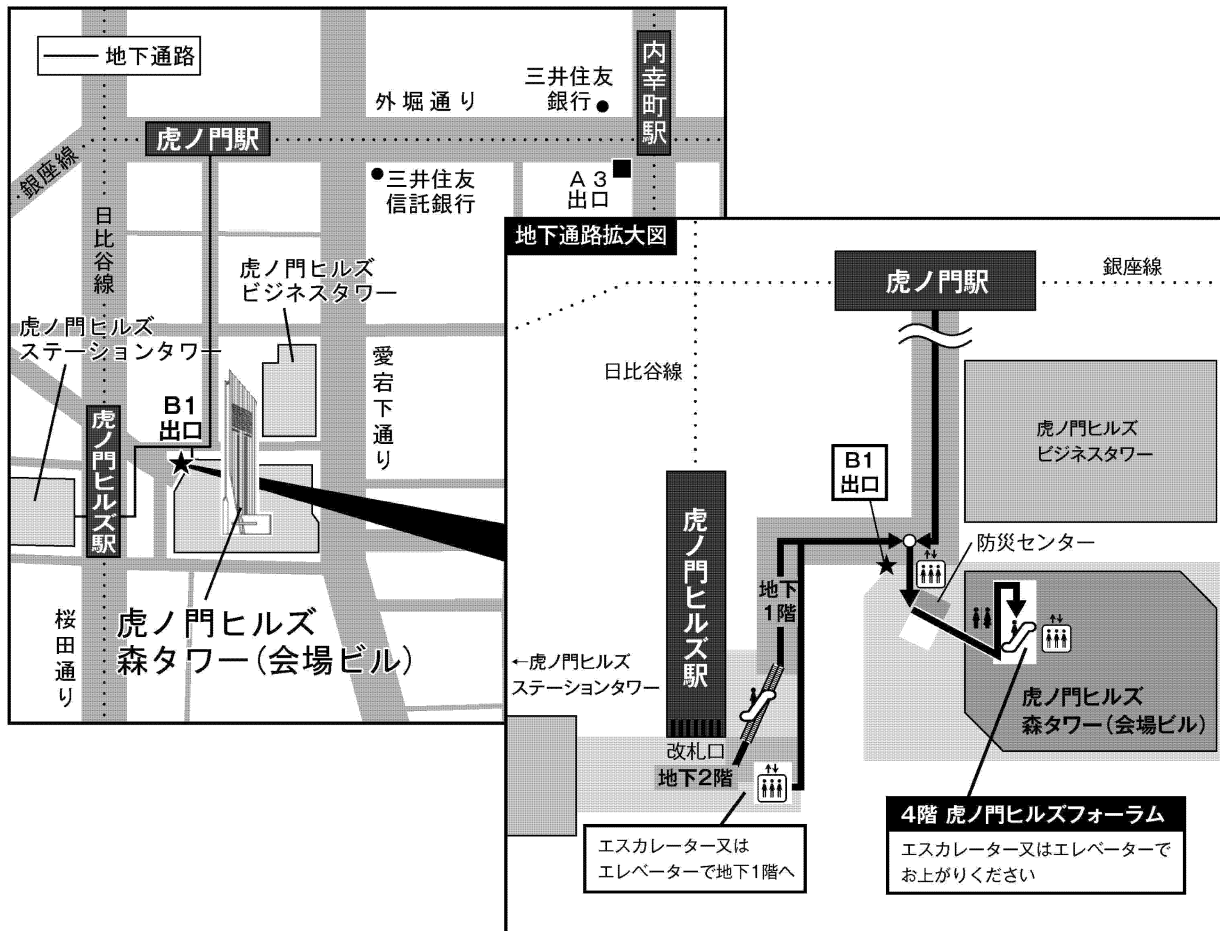 地下通路
外堀通り
三井住友
銀行
内幸町駅
虎ノ門駅
銀座線
三井住友
信託銀行
A3
出口
日比谷線
虎ノ門ヒルズ
ビジネスタワー
虎ノ門ヒルズ
ステーションタワー
愛宕下通り
B1
出口
虎ノ門ヒルズ駅
桜田通り
虎ノ門ヒルズ
森タワー(会場ビル)
地下通路拡大図
虎ノ門駅
銀座線
日比谷線
虎ノ門ヒルズ
ビジネスタワー
B1
出口
防災センター
虎ノ門ヒルズ駅
地下
1階
←虎ノ門ヒルズ
ステーションタワー
虎ノ門ヒルズ
森タワー(会場ビル)
改札口
地下2階
エスカレーター又は
エレベーターで地下1階へ
4階 虎ノ門ヒルズフォーラム
エスカレーター又はエレベーターで
お上がりください